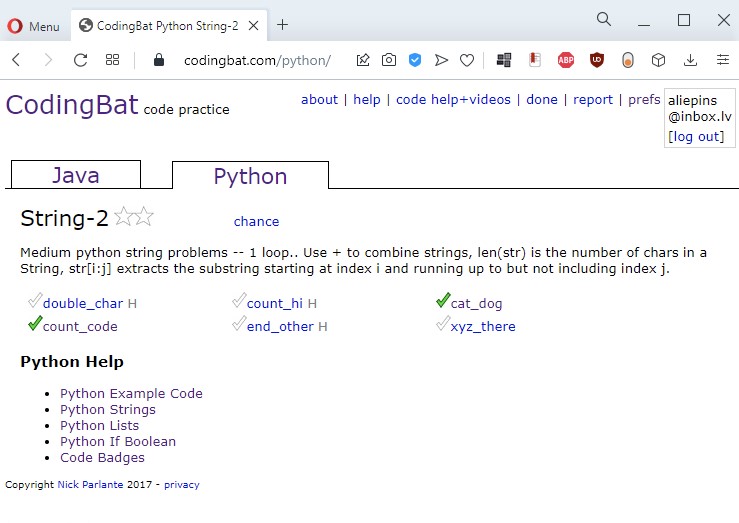 Menu
CodingBat Python String-2
codingbat.com/python/
ABP
CodingBat code practice
about | help | code help+videos | done | report | prefs
aliepins
@inbox.lv
[log out]
Java
Python
String-2
chance
Medium python string problems -- 1 loop.. Use + to combine strings, len(str) is the number of chars in a
String, str[i:j] extracts the substring starting at index i and running up to but not including index j.
double_char H count_hi H cat_dog
count_code end_other H xyz_there
Python Help
Python Example Code
Python Strings
Python Lists
Python If Boolean
Code Badges
Copyright Nick Parlante 2017 - privacy